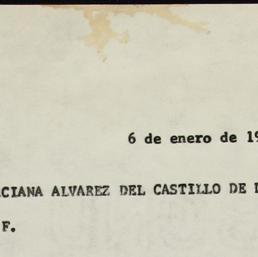 6 de enero de 19
CIANA ALVAREZ DEL CASTILLO DE
F.